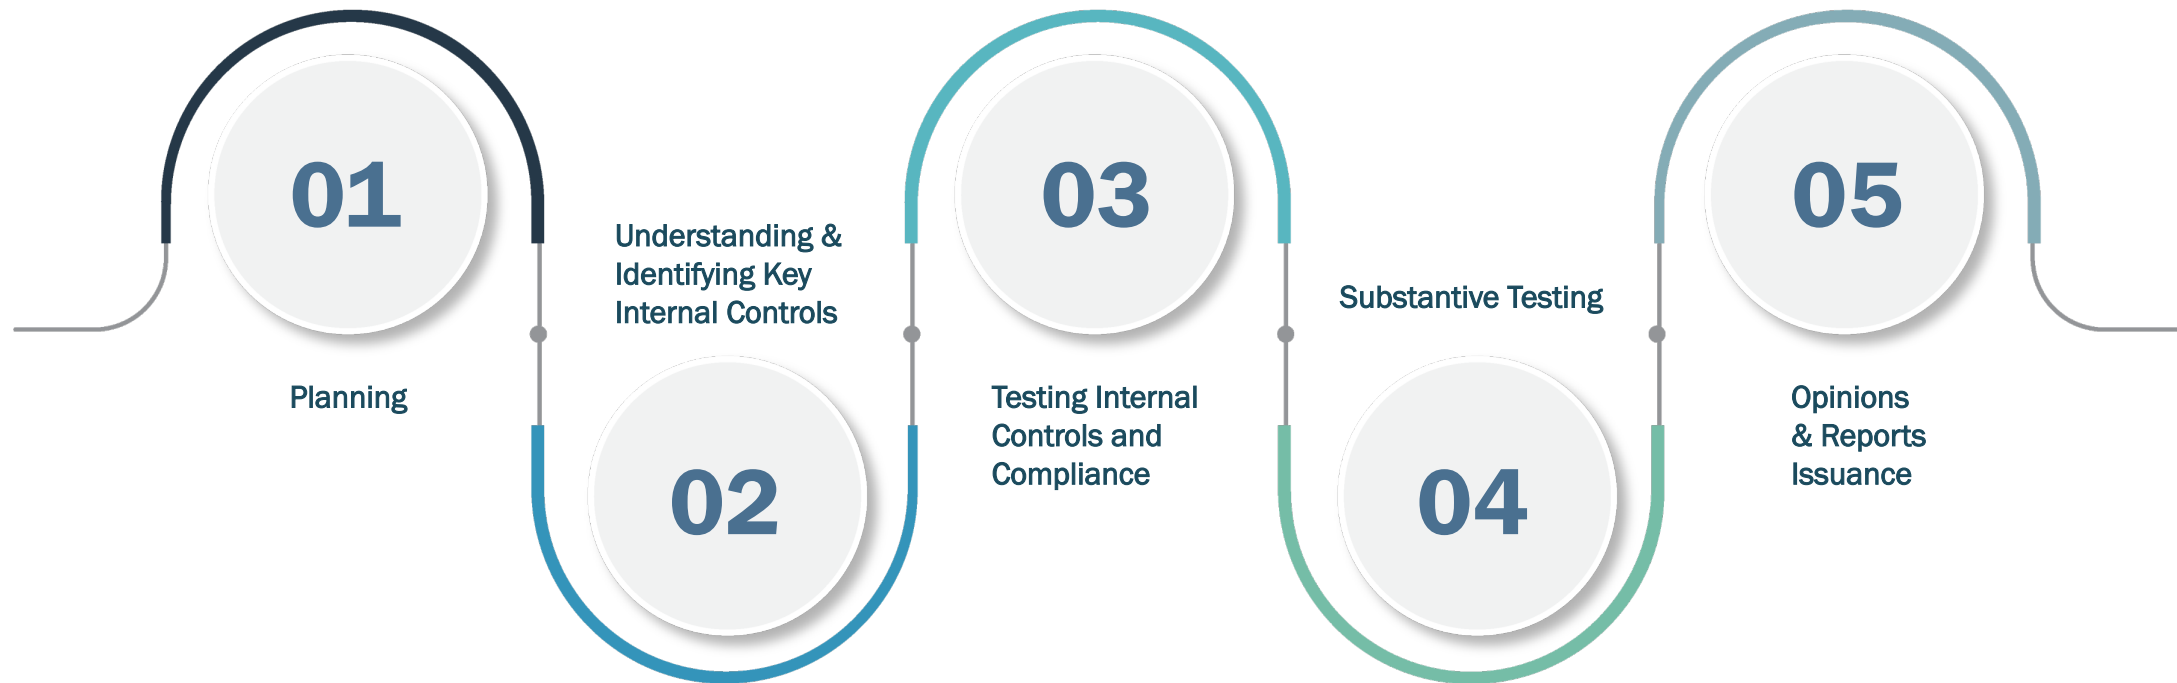 01
Planning
Understanding &
Identifying Key
Internal Controls
02
03
Testing Internal
Controls and
Compliance
Substantive Testing
04
05
Opinions
& Reports
Issuance